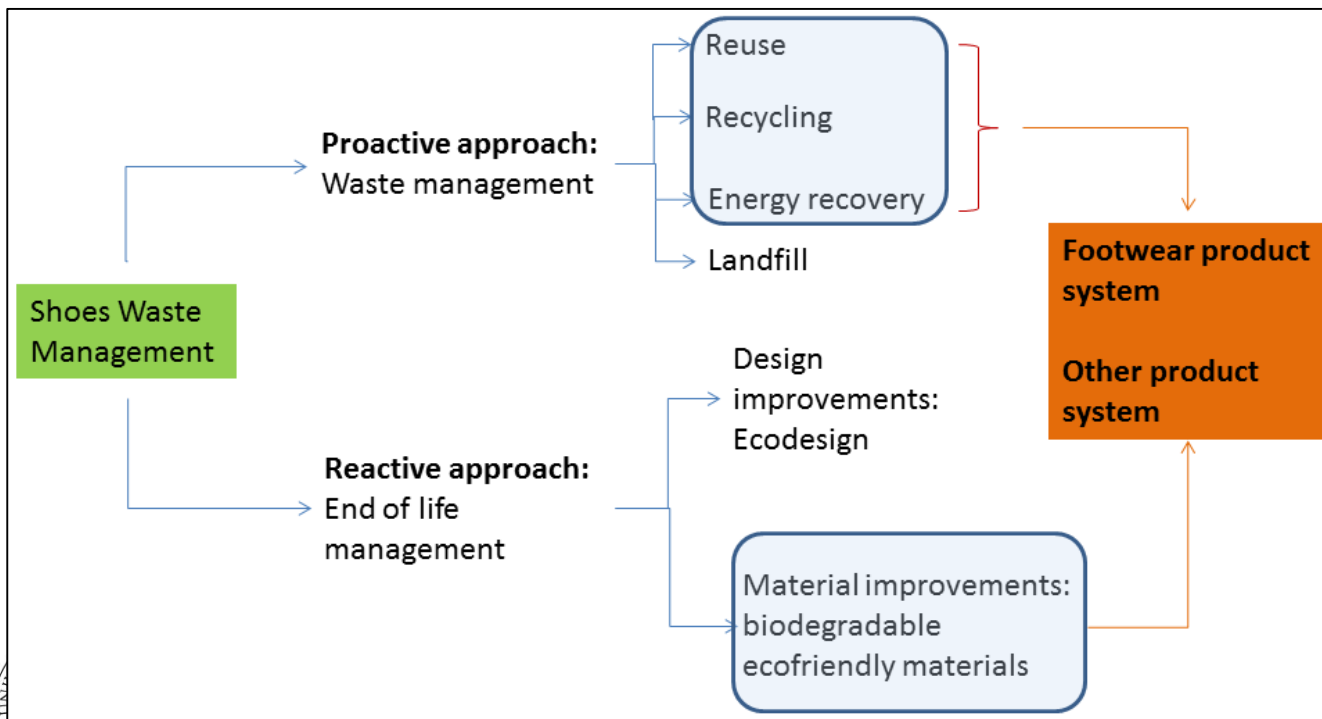 Reuse
Recycling
Energy recovery
Landfill
Proactive approach:
Waste management
Footwear product
system
Other product
system
Shoes Waste
Management
Design
improvements:
Ecodesign
Reactive approach:
End of life
management
Material improvements:
biodegradable
ecofriendly materials